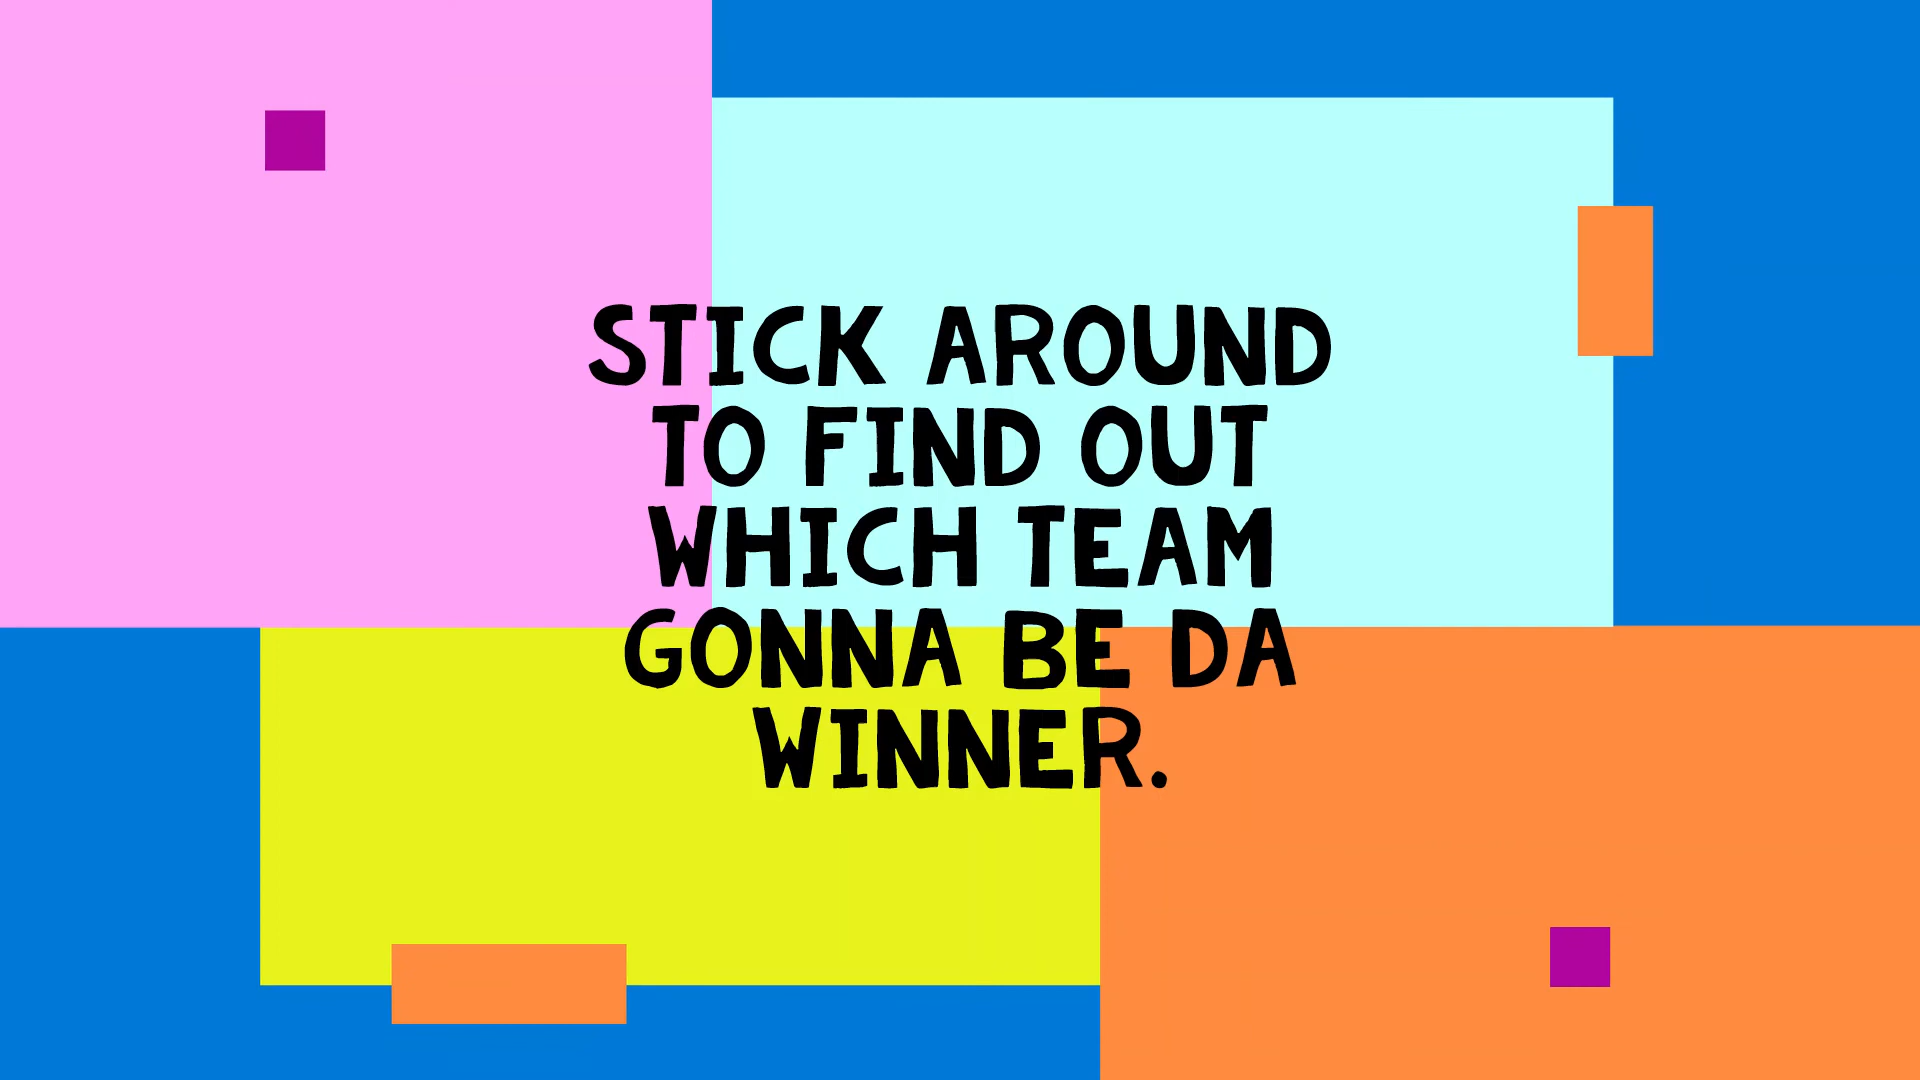 STICK AROUND
TO FIND OUT
WHICH TEAM
GONNA BE DA
WINNER.